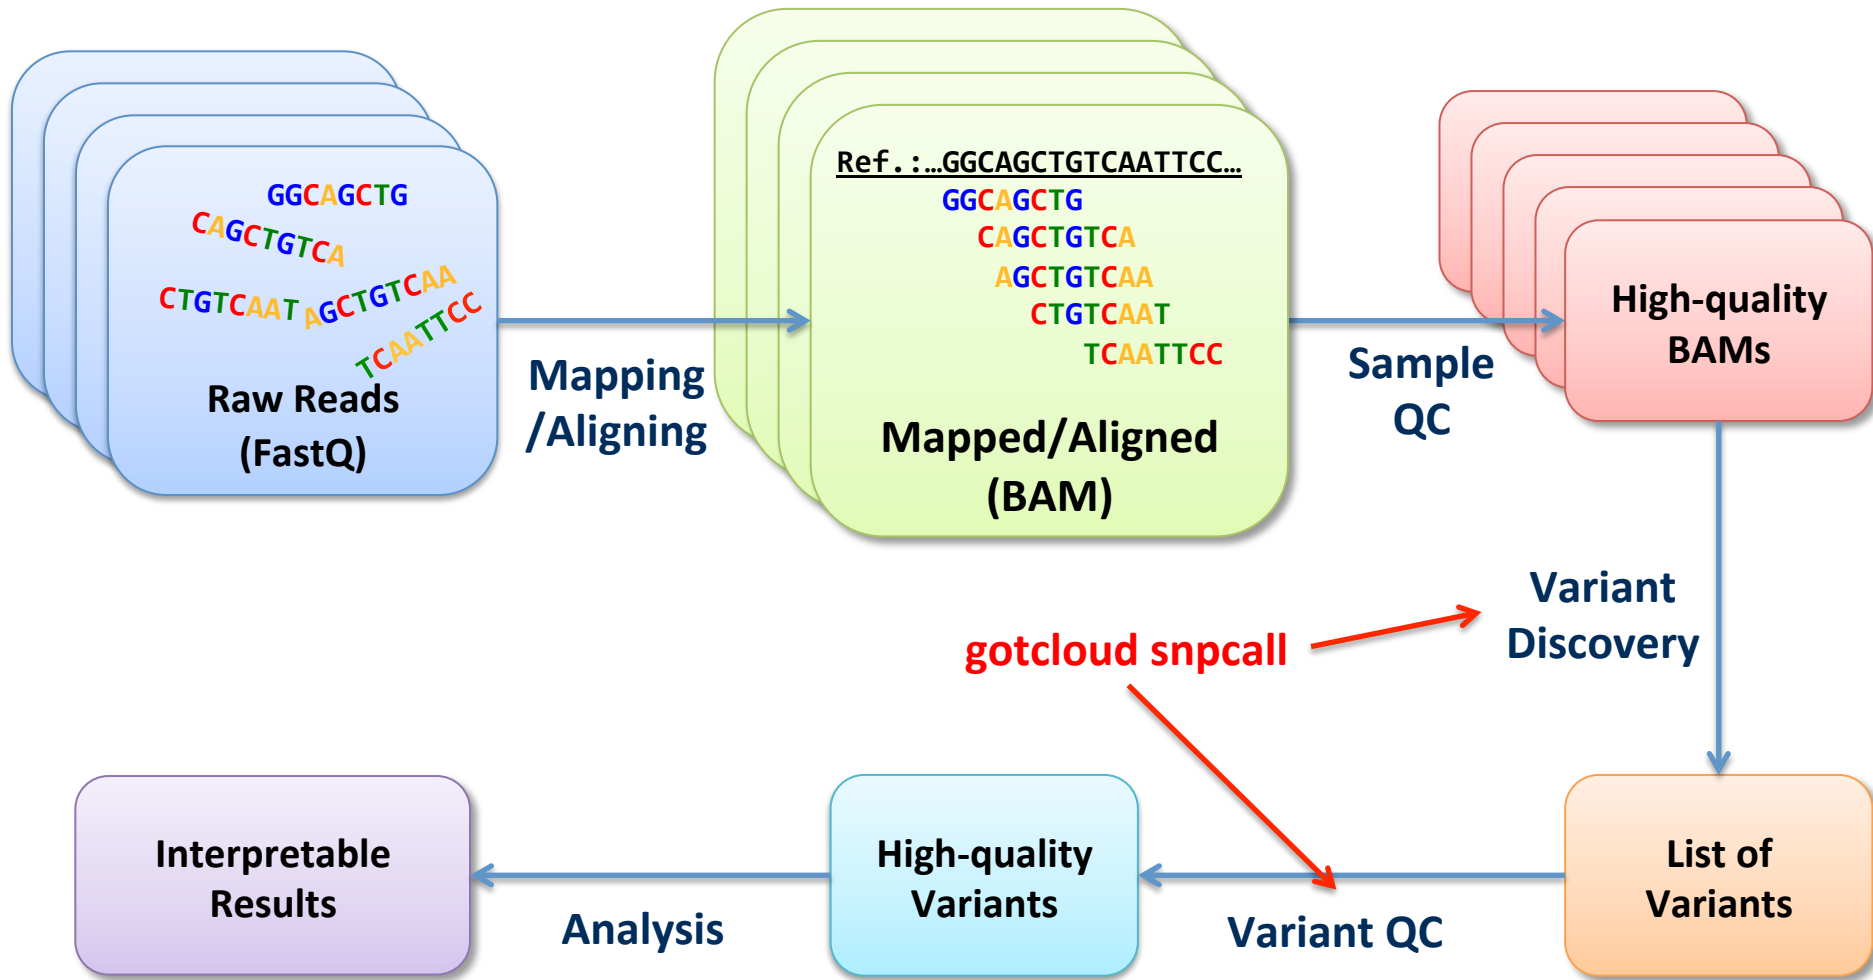 GGCAGCTG
CAGCTGTCA
CTGTCAAT
AGCTGTCAA
TCAATTCC
Raw Reads
(FastQ)
Mapping
/Aligning
Ref.:…GGCAGCTGTCAATTCC…
GGCAGCTG
CAGCTGTCA
AGCTGTCAA
CTGTCAAT
TCAATTCC
Mapped/Aligned
(BAM)
Sample
QC
High-quality
BAMs
Variant
Discovery
gotcloud snpcall
Interpretable
Results
Analysis
High-quality
Variants
Variant QC
List of
Variants